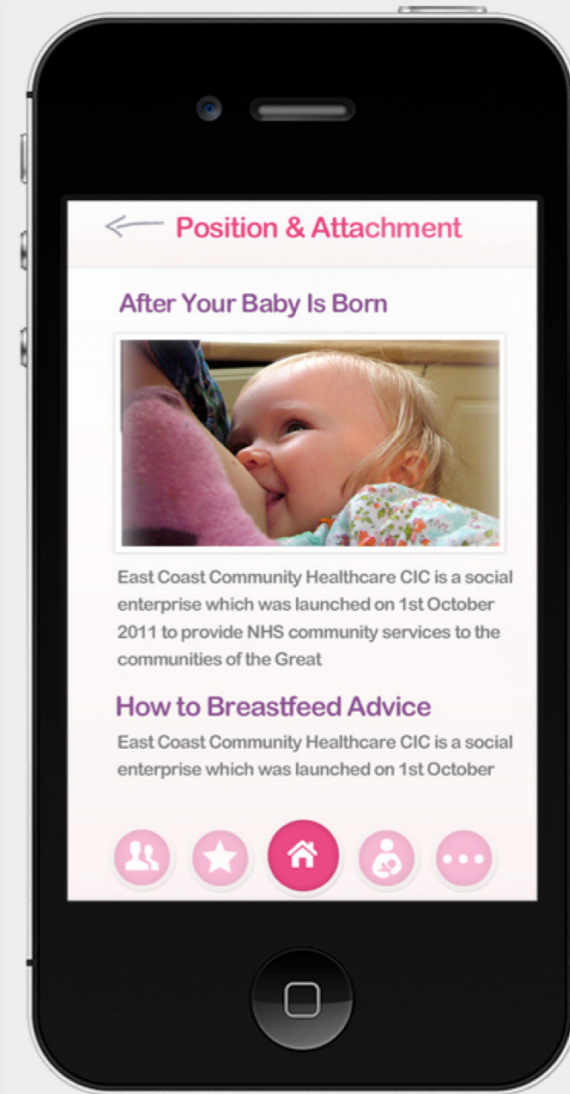 Position & Attachment
After Your Baby Is Born
East Coast Community Healthcare CIC is a social
enterprise which was launched on 1st October
2011 to provide NHS community services to the
communities of the Great
How to Breastfeed Advice
East Coast Community Healthcare CIC is a social
enterprise which was launched on 1st October